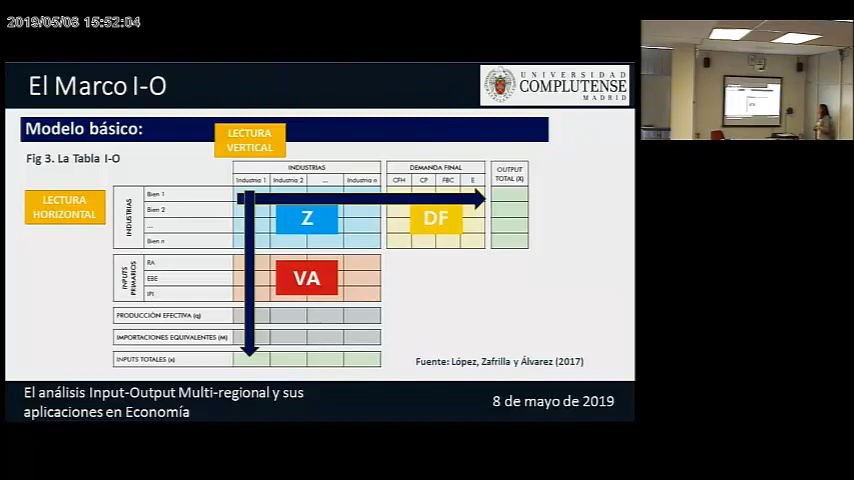 2019/05/08 15:52:04
El Marco I-O
UNIVERSIDAD
COMPLUTENSE
MADRID
Modelo básico:
LECTURA
VERTICAL
Fig 3. La Tabla I-O
LECTURA
HORIZONTAL
INDUSTRIAS
DEMANDA FINAL
OUTPUT
TOTAL (X)
Industria 1
Industria 2
...
Industria n
CFH
CP
FBC
E
INDUSTRIAS
Bien 1
Bien 2
...
Bien n
Z
DF
INPUTS
PRIMARIOS
RA
EBE
IPI
VA
PRODUCCIÓN EFECTIVA (q)
IMPORTACIONES EQUIVALENTES (M)
INPUTS TOTALES (x)
Fuente: López, Zafrilla y Álvarez (2017)
El análisis Input-Output Multi-regional y sus
aplicaciones en Economía
8 de mayo de 2019